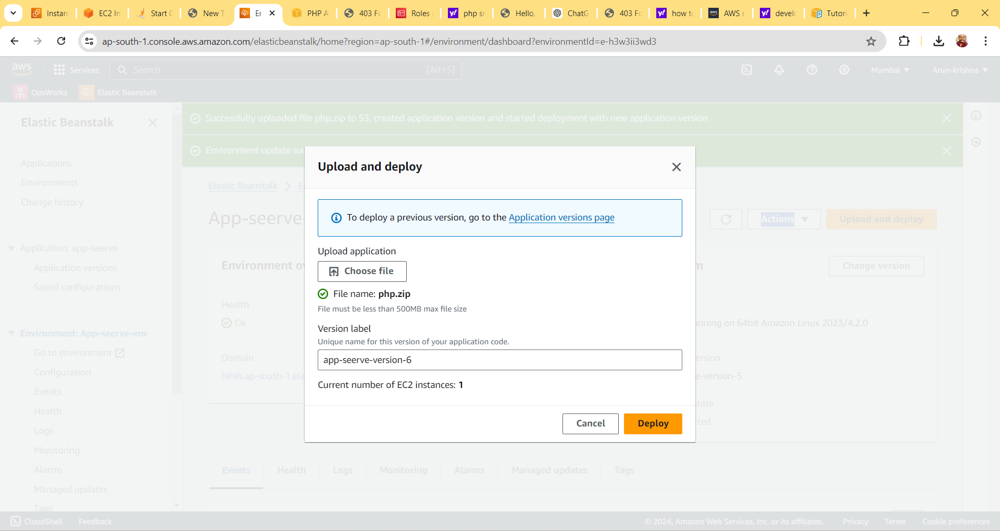 Instan
EC2 In
Start C
New T
En
PHP A
403 Fo
Roles
php sr
Hello,
ChatG
403 Fo
how to
AWS r
develo
Tutori
ap-south-1.console.aws.amazon.com/elasticbeanstalk/home?region=ap-south-1#/environment/dashboard?environmentId=e-h3w3ii3wd3
aws
Services
Search
[Alt+S]
Mumbai
Arun-krishna
OpsWorks
Elastic Beanstalk
Elastic Beanstalk
Applications
Environments
Change history
Application: app-seerve
Application versions
Saved configurations
Environment: App-seerve-env
Go to environment
Configuration
Events
Health
Logs
Monitoring
Alarms
Managed updates
Tags
Successfully uploaded file php.zip to S3, created application version and started deployment with new application version
Environment update suc
Elastic Beanstalk
E
App-seerve-
Actions
Upload and deploy
Environment ov
m
Change version
Health
Ok
unning on 64bit Amazon Linux 2023/4.2.0
Domain
ersion
hihih.ap-south-1.ela
e-version-5
tate
rted
Upload and deploy
To deploy a previous version, go to the Application versions page
Upload application
Choose file
File name: php.zip
File must be less than 500MB max file size
Version label
Unique name for this version of your application code.
app-seerve-version-6
Current number of EC2 instances: 1
Cancel
Deploy
Events
Health
Logs
Monitoring
Alarms
Managed updates
Tags
CloudShell
Feedback
© 2024, Amazon Web Services, Inc. or its affiliates.
Privacy
Terms
Cookie preferences